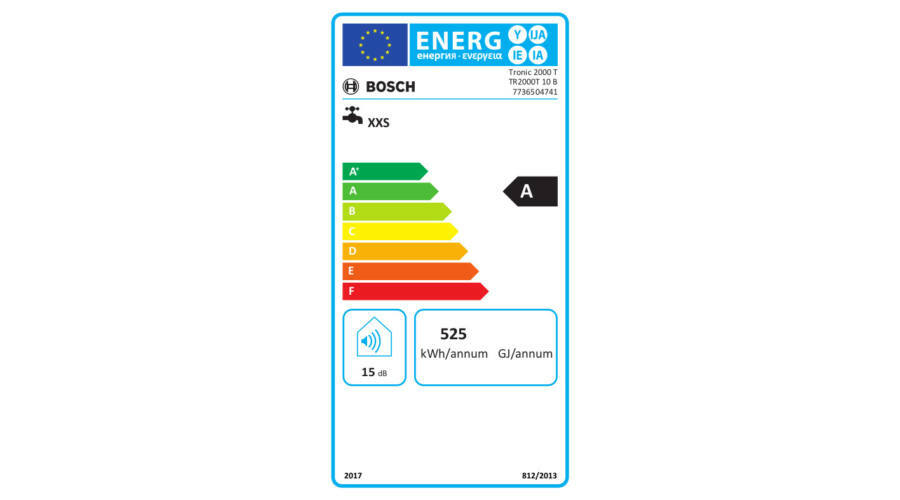 ENERG
енергия · ενεργεια
Y IJA
IE IA
BOSCH
Tronic 2000 T
TR2000T 10 B
7736504741
XXS
A+
A
B
C
D
E
F
A
15 dB
525
kWh/annum GJ/annum
2017
812/2013